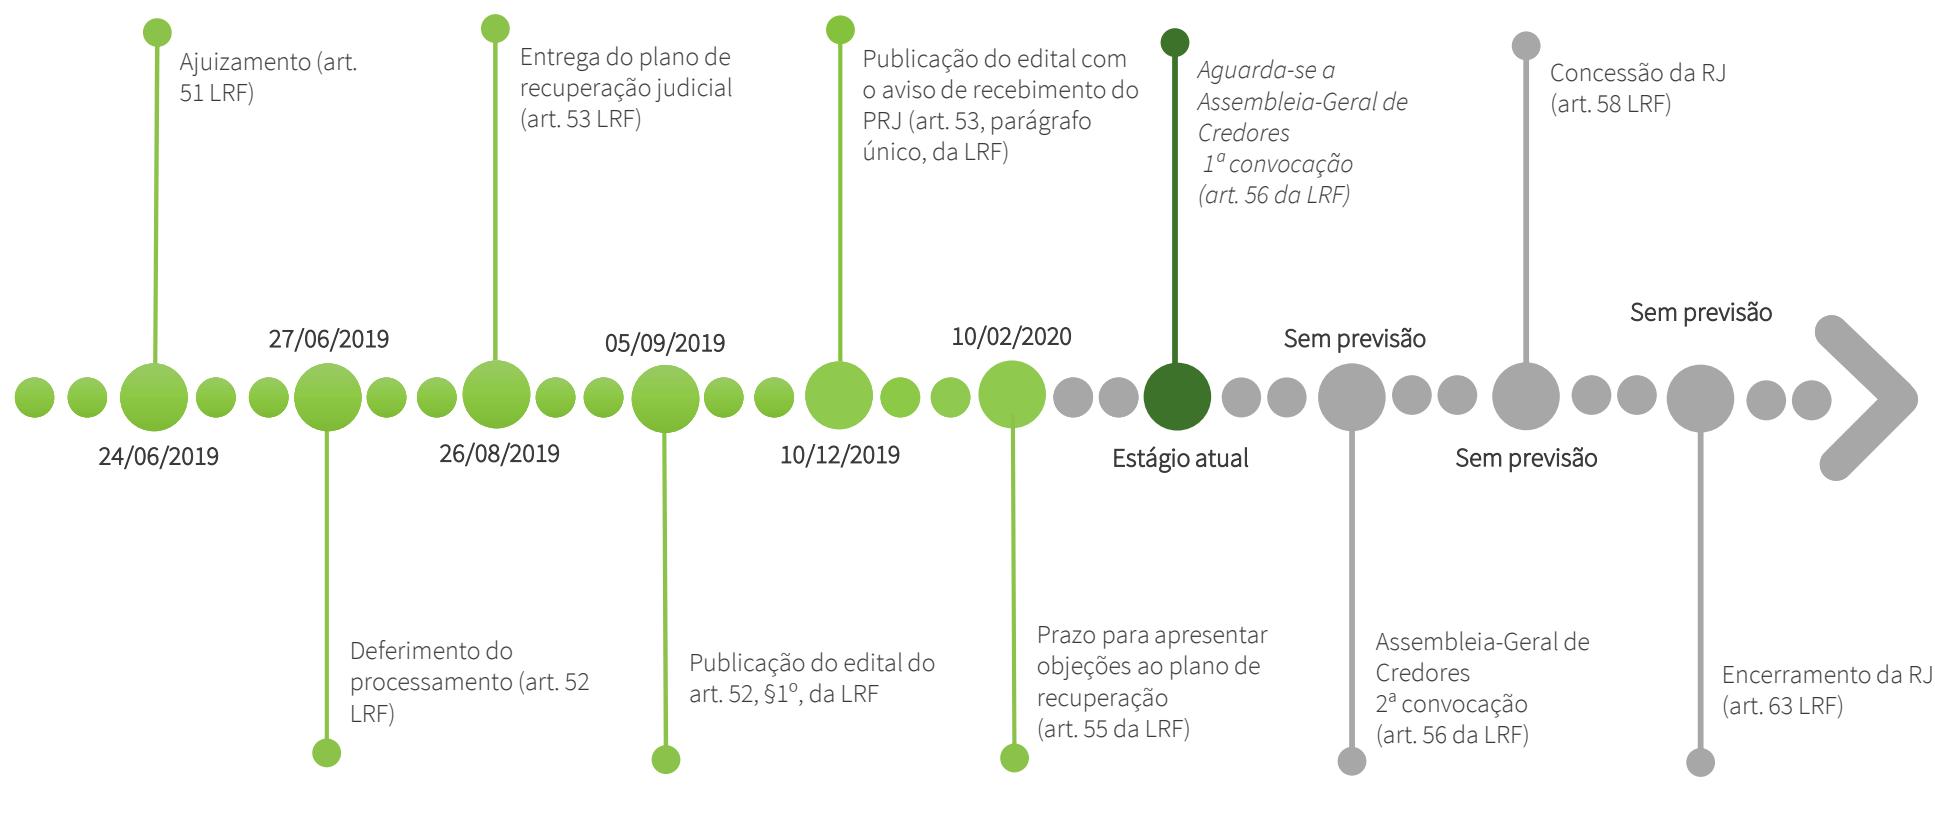 Ajuizamento (art.
51 LRF)
Entrega do plano de
recuperação judicial
(art. 53 LRF)
Publicação do edital com
o aviso de recebimento do
PRJ (art. 53, parágrafo
único, da LRF)
Aguarda-se a
Assembleia-Geral de
Credores
1ª convocação
(art. 56 da LRF)
Concessão da RJ
(art. 58 LRF)
27/06/2019
05/09/2019
10/02/2020
Sem previsão
Sem previsão
24/06/2019
26/08/2019
10/12/2019
Estágio atual
Sem previsão
Deferimento do
processamento (art. 52
LRF)
Publicação do edital do
art. 52, §1º, da LRF
Prazo para apresentar
objeções ao plano de
recuperação
(art. 55 da LRF)
Assembleia-Geral de
Credores
2ª convocação
(art. 56 da LRF)
Encerramento da RJ
(art. 63 LRF)